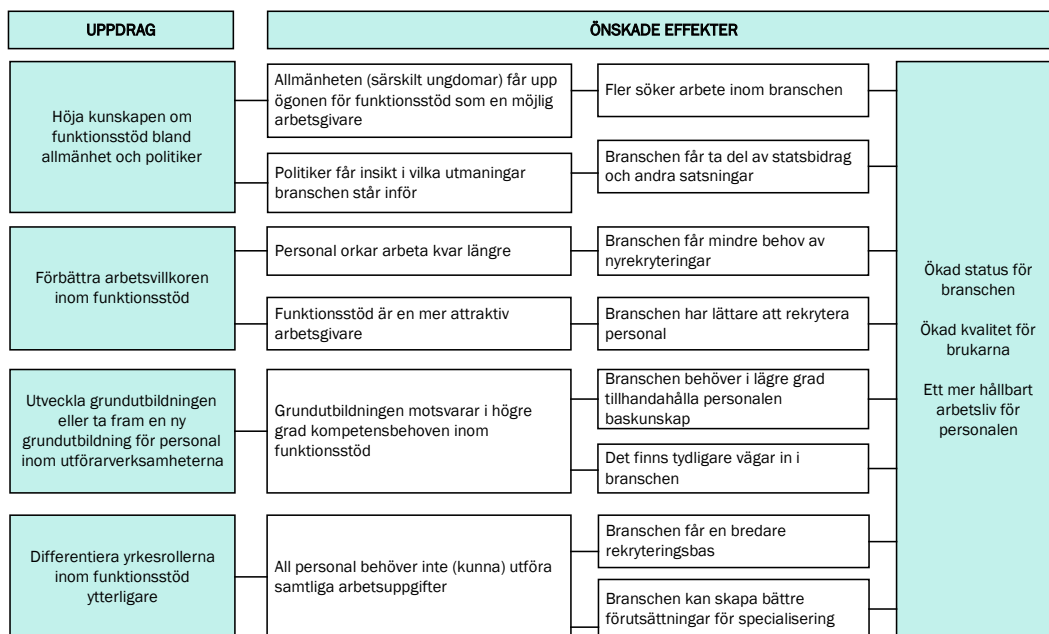 UPPDRAG
ÖNSKADE EFFEKTER
Höja kunskapen om
funktionsstöd bland
allmänhet och politiker
Allmänheten (särskilt ungdomar) får upp
ögonen för funktionsstöd som en möjlig
arbetsgivare
Fler söker arbete inom branschen
Politiker får insikt i vilka utmaningar
branschen står inför
Branschen får ta del av statsbidrag
och andra satsningar
Förbättra arbetsvillkoren
inom funktionsstöd
Personal orkar arbeta kvar längre
Branschen får mindre behov av
nyrekryteringar
Funktionsstöd är en mer attraktiv
arbetsgivare
Branschen har lättare att rekrytera
personal
Utveckla grundutbildningen
eller ta fram en ny
grundutbildning för personal
inom utförarverksamheterna
Grundutbildningen motsvarar i högre
grad kompetensbehoven inom
funktionsstöd
Branschen behöver i lägre grad
tillhandahålla personalen
baskunskap
Det finns tydligare vägar in i
branschen
Differentiera yrkesrollerna
inom funktionsstöd
ytterligare
All personal behöver inte (kunna) utföra
samtliga arbetsuppgifter
Branschen får en bredare
rekryteringsbas
Branschen kan skapa bättre
förutsättningar för specialisering
Ökad status för
branschen
Ökad kvalitet för
brukarna
Ett mer hållbart
arbetsliv för
personalen